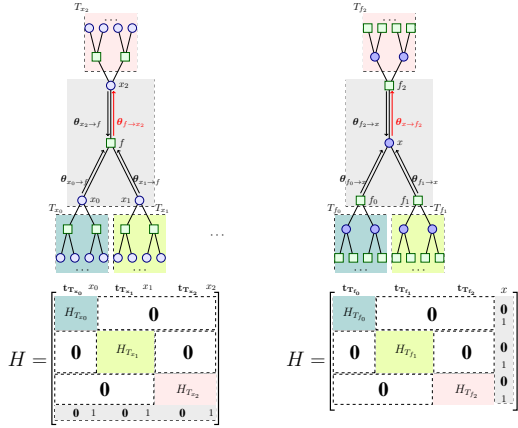 T_{x_2}
...
x_2
θ_{x_2→f}
θ_{f→x_2}
f
θ_{x_0→f}
θ_{x_1→f}
x_0
x_1
T_{x_0}
T_{x_1}
...
...
t_{T_{x_0}} x_0 t_{T_{x_1}} x_1 t_{T_{x_2}} x_2
H =
H_{T_{x_0}} 0
0 H_{T_{x_1}} 0
0 H_{T_{x_2}}
0 1 0 1 0 1
...
T_{f_2}
...
f_2
θ_{f_2→x}
θ_{x→f_2}
x
θ_{f_0→x}
θ_{f_1→x}
f_0
f_1
T_{f_0}
T_{f_1}
...
...
t_{T_{f_0}} t_{T_{f_1}} t_{T_{f_2}} x
H =
H_{T_{f_0}} 0 0
1
0 H_{T_{f_1}} 0 0
1
0 H_{T_{f_2}} 0
1